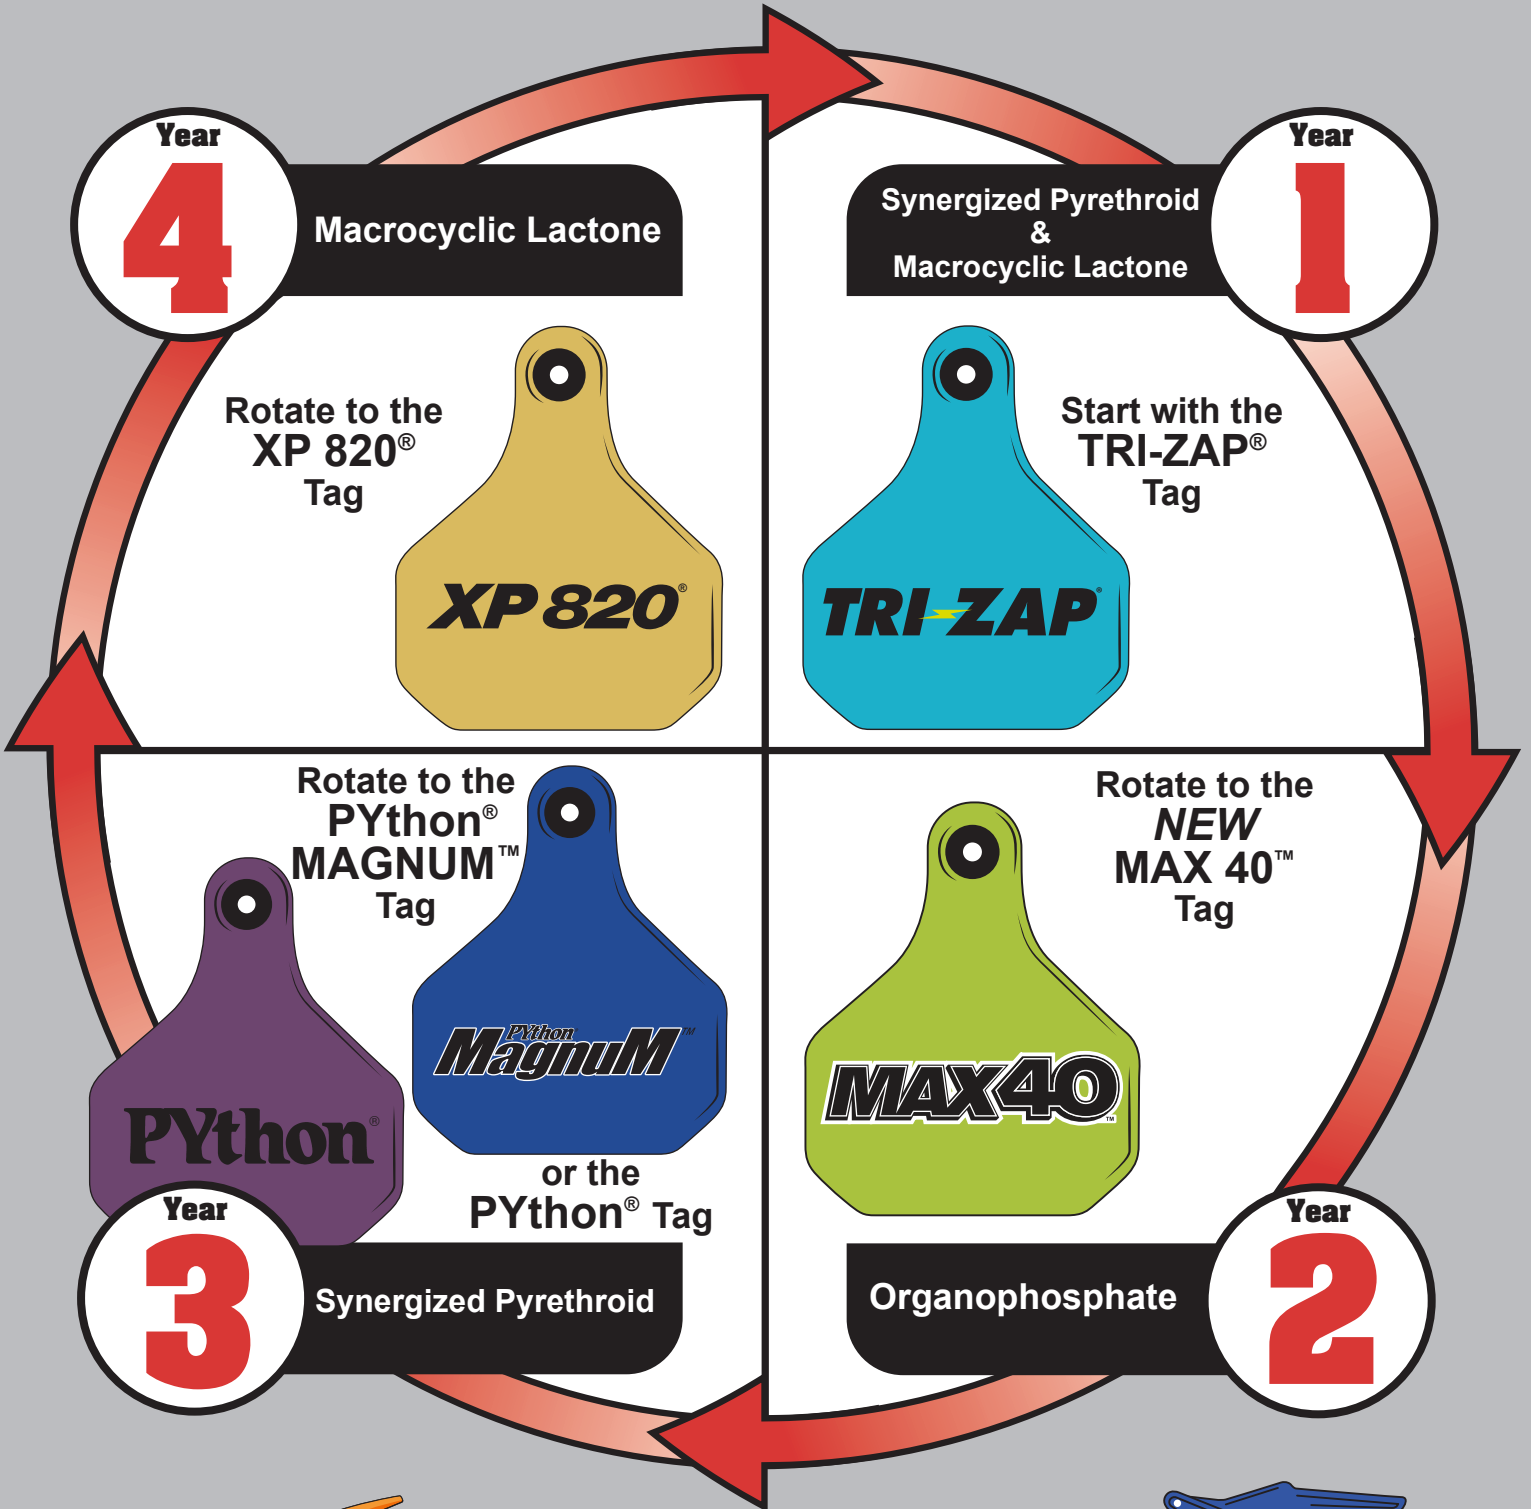 Year
1
Synergized Pyrethroid
&
Macrocyclic Lactone
Start with the
TRI-ZAP®
Tag
TRI-ZAP®
Year
2
Organophosphate
Rotate to the
NEW
MAX 40™
Tag
MAX40™
Year
3
Synergized Pyrethroid
Rotate to the
PYthon®
MAGNUM™
Tag
PYthon
MagnuM™
or the
PYthon® Tag
PYthon®
Year
4
Macrocyclic Lactone
Rotate to the
XP 820®
Tag
XP 820®